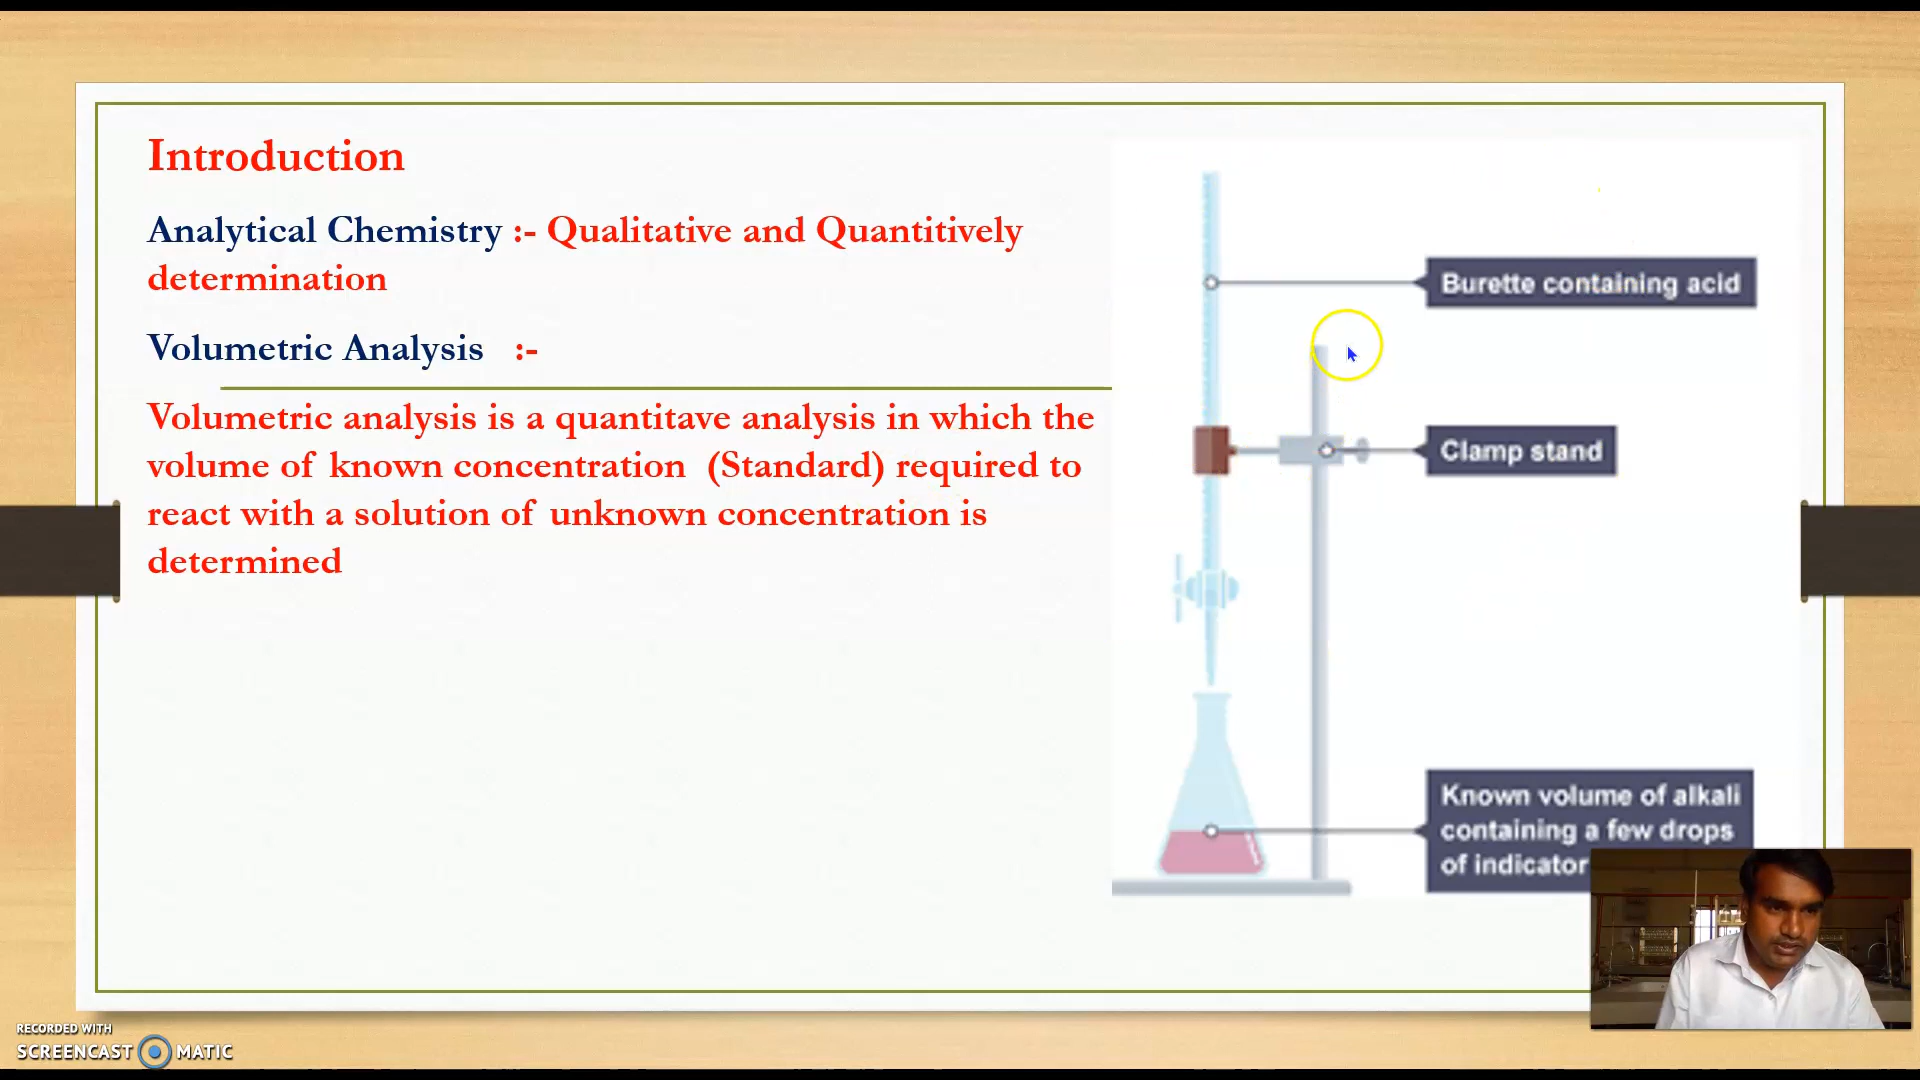 Introduction
Analytical Chemistry :- Qualitative and Quantitively
determination
Volumetric Analysis :-
Volumetric analysis is a quantitave analysis in which the
volume of known concentration (Standard) required to
react with a solution of unknown concentration is
determined
Burette containing acid
Clamp stand
Known volume of alkali
containing a few drops
of indicator
RECORDED WITH
SCREENCAST MATIC